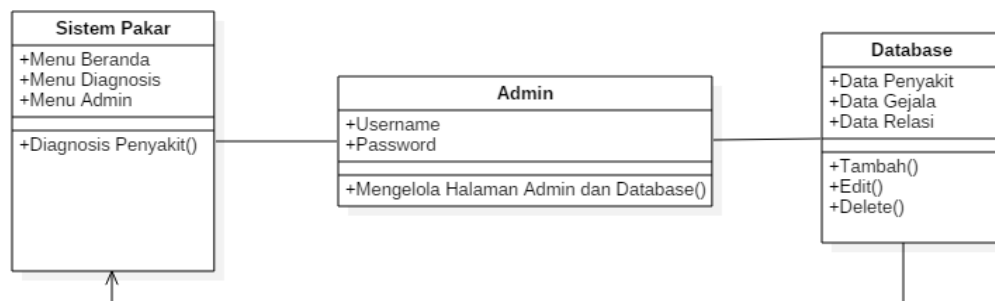 Sistem Pakar
+Menu Beranda
+Menu Diagnosis
+Menu Admin
+Diagnosis Penyakit()
Admin
+Username
+Password
+Mengelola Halaman Admin dan Database()
Database
+Data Penyakit
+Data Gejala
+Data Relasi
+Tambah()
+Edit()
+Delete()